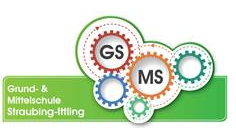 GS
MS
Grund- &
Mittelschule
Straubing-Ittling